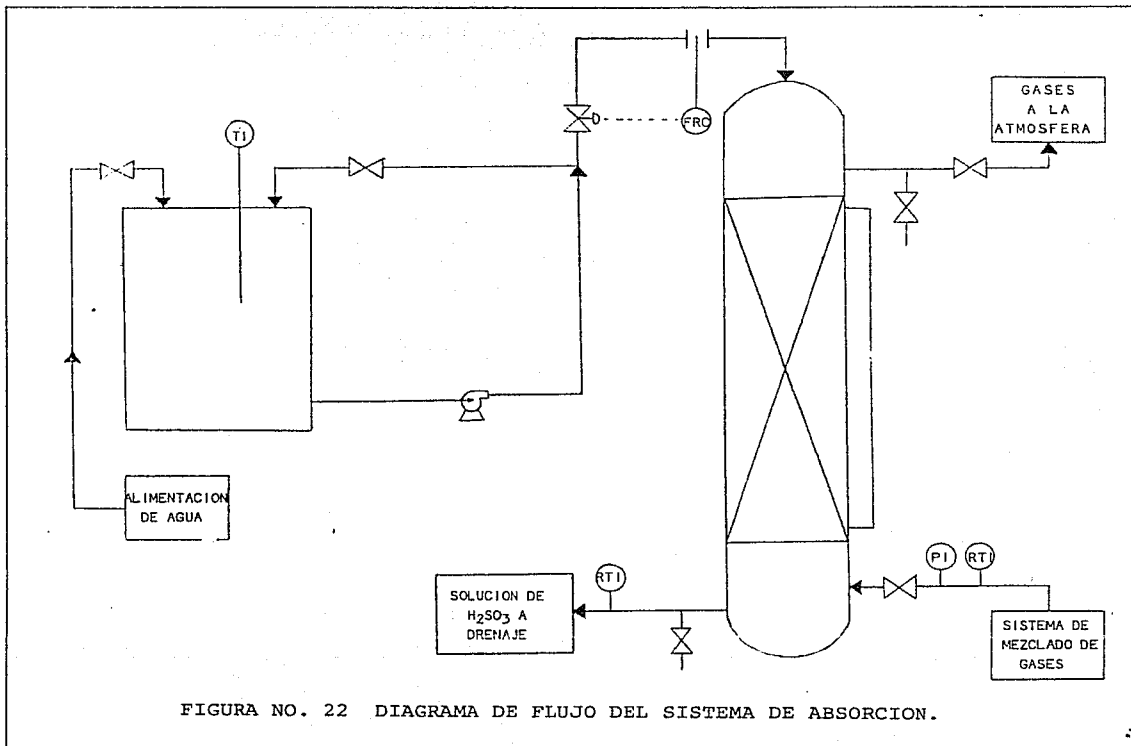 GASES
A LA
ATMOSFERA
FRC
TI
ALIMENTACION
DE AGUA
RTI
PI
RTI
SOLUCION DE
H₂SO₃ A
DRENAJE
SISTEMA DE
MEZCLADO DE
GASES
FIGURA NO. 22 DIAGRAMA DE FLUJO DEL SISTEMA DE ABSORCION.